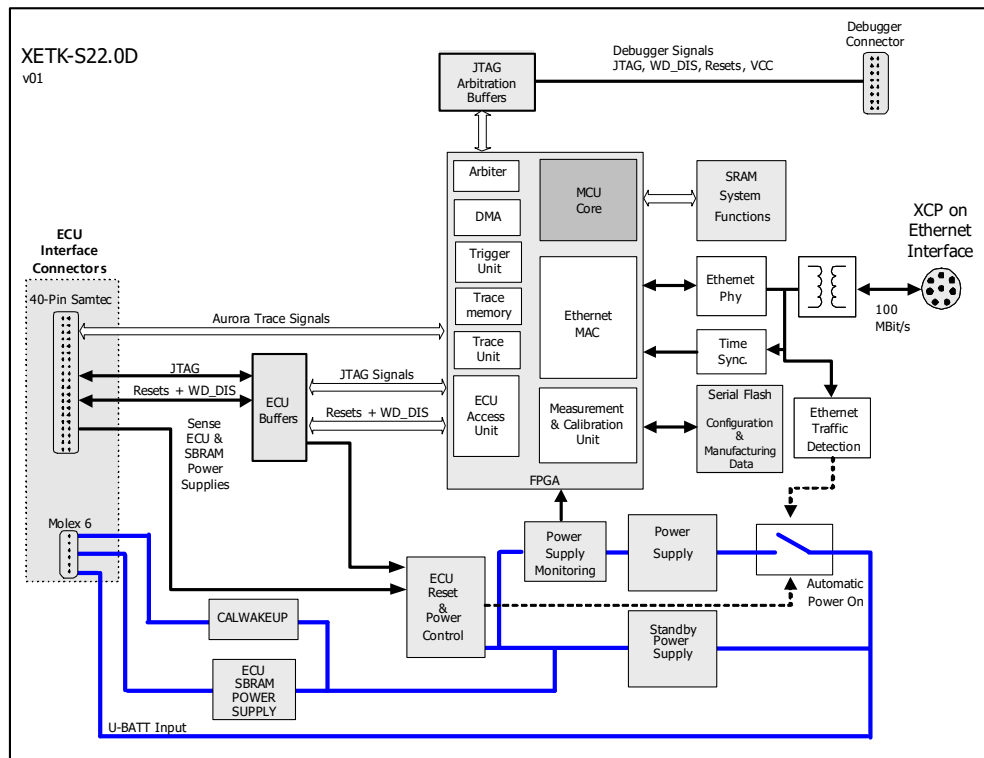 XETK-S22.0D
v01
Debugger
Connector
Debugger Signals
JTAG, WD_DIS, Resets, VCC
JTAG
Arbitration
Buffers
Arbiter
DMA
Trigger
Unit
Trace
memory
Trace
Unit
ECU
Access
Unit
MCU
Core
Ethernet
MAC
Measurement
& Calibration
Unit
FPGA
SRAM
System
Functions
XCP on
Ethernet
Interface
Ethernet
Phy
100
MBit/s
Time
Sync.
Serial Flash
Configuration
&
Manufacturing
Data
Ethernet
Traffic
Detection
ECU
Interface
Connectors
40-Pin Samtec
Aurora Trace Signals
JTAG
Resets + WD_DIS
ECU
Buffers
JTAG Signals
Resets + WD_DIS
Sense
ECU &
SBRAM
Power
Supplies
Molex 6
Power
Supply
Monitoring
Power
Supply
Automatic
Power On
ECU
Reset
&
Power
Control
CALWAKEUP
Standby
Power
Supply
ECU
SBRAM
POWER
SUPPLY
U-BATT Input